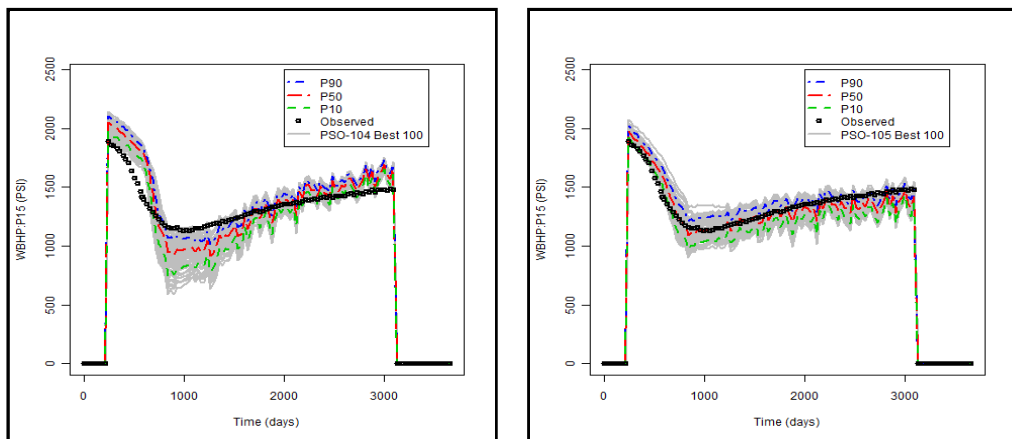 2500
2000
1500
1000
500
0
WBHP:P15 (PSI)
P90
P50
P10
Observed
PSO-104 Best 100
0
1000
2000
3000
Time (days)
2500
2000
1500
1000
500
0
WBHP:P15 (PSI)
P90
P50
P10
Observed
PSO-105 Best 100
0
1000
2000
3000
Time (days)